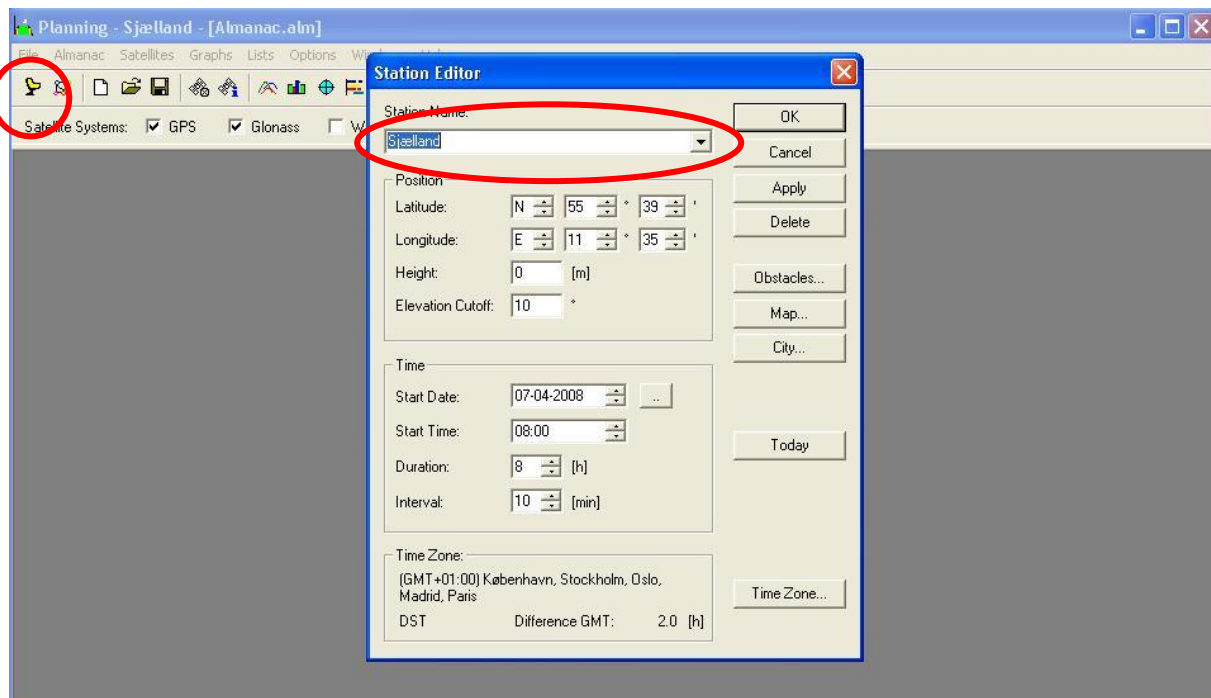 Planning - Sjælland - [Almanac.alm]
File Almanac Satellites Graphs Lists Options
Satellite Systems: GPS Glonass
Station Editor
Station Name:
Sjælland
OK
Cancel
Apply
Delete
Position
Latitude: N 55 ° 39 '
Longitude: E 11 ° 35 '
Height: 0 [m]
Elevation Cutoff: 10 °
Obstacles...
Map...
City...
Time
Start Date: 07-04-2008 ..
Start Time: 08:00
Duration: 8 [h]
Interval: 10 [min]
Today
Time Zone:
(GMT+01:00) København, Stockholm, Oslo,
Madrid, Paris
DST Difference GMT: 2.0 [h]
Time Zone...